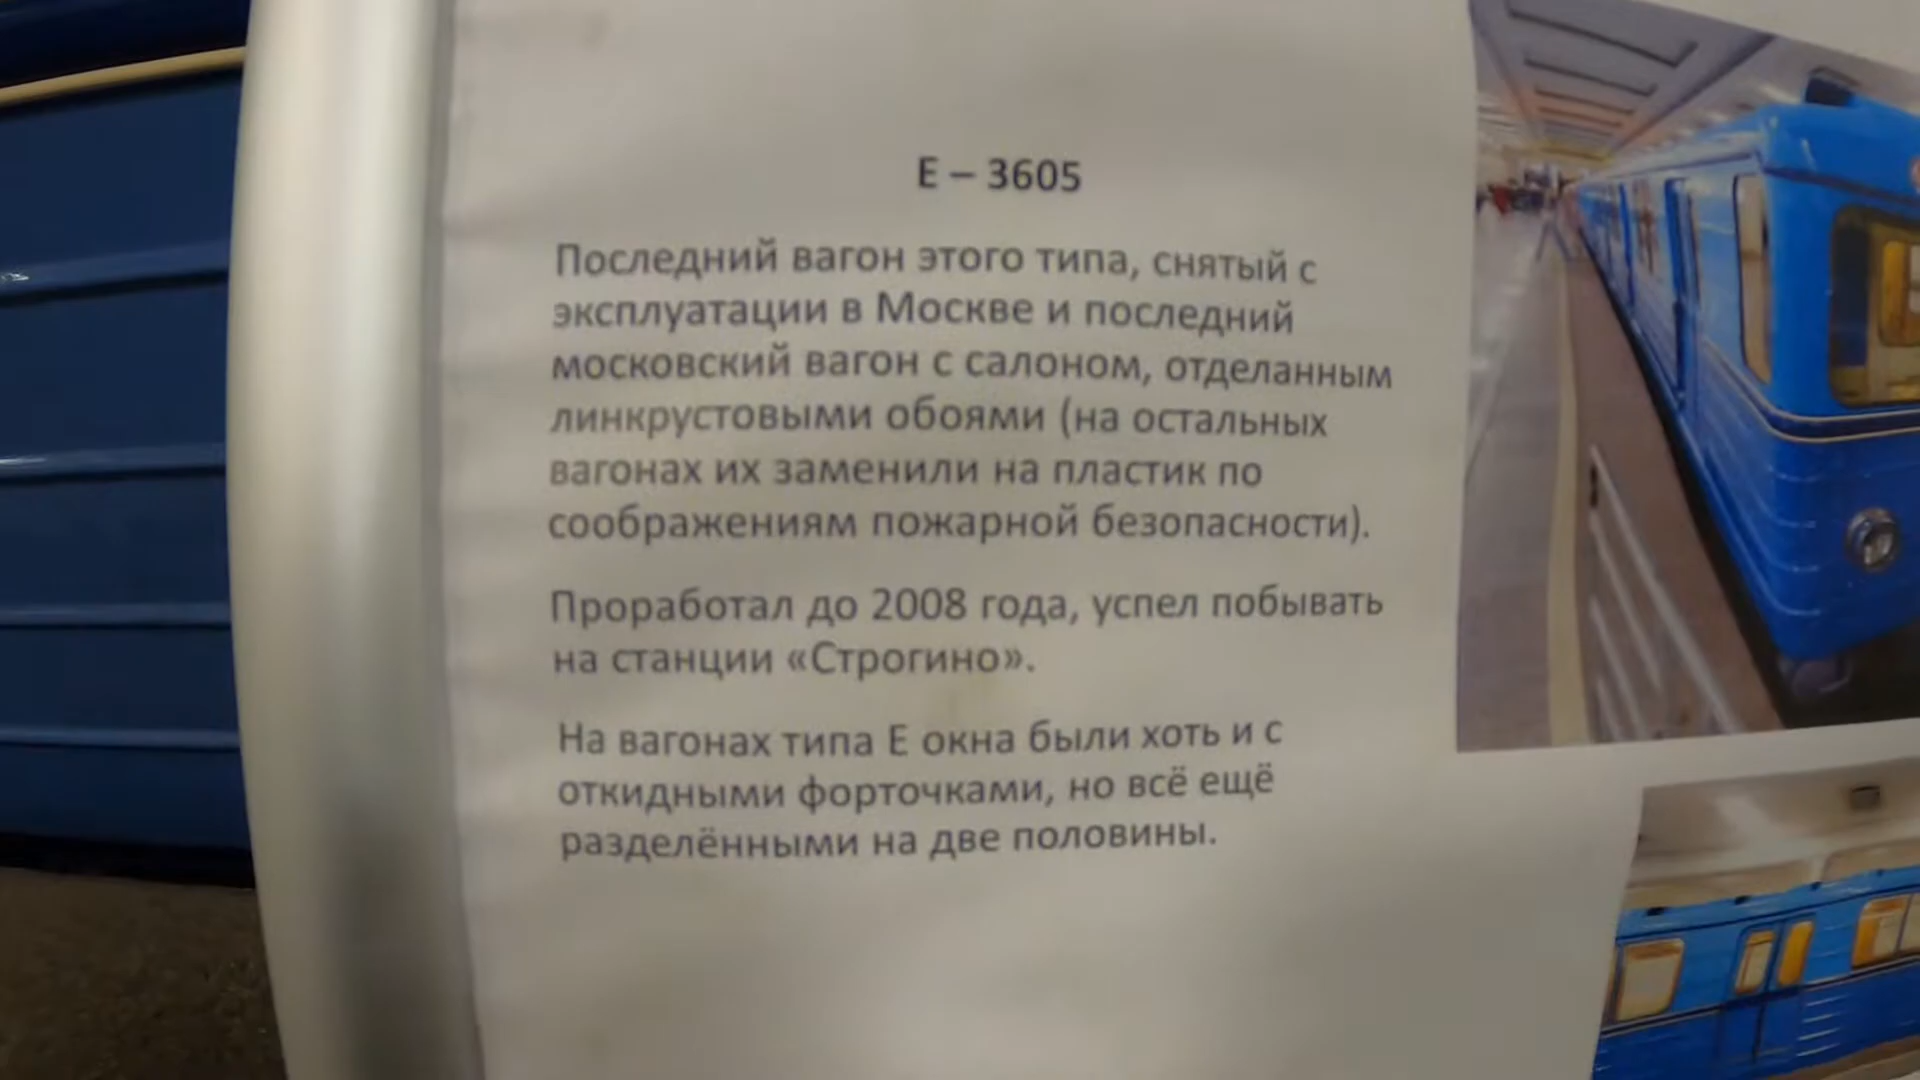 Е – 3605
Последний вагон этого типа, снятый с
эксплуатации в Москве и последний
московский вагон с салоном, отделанным
линкрустовыми обоями (на остальных
вагонах их заменили на пластик по
соображениям пожарной безопасности).
Проработал до 2008 года, успел побывать
на станции «Строгино».
На вагонах типа Е окна были хоть и с
откидными форточками, но всё ещё
разделёнными на две половины.